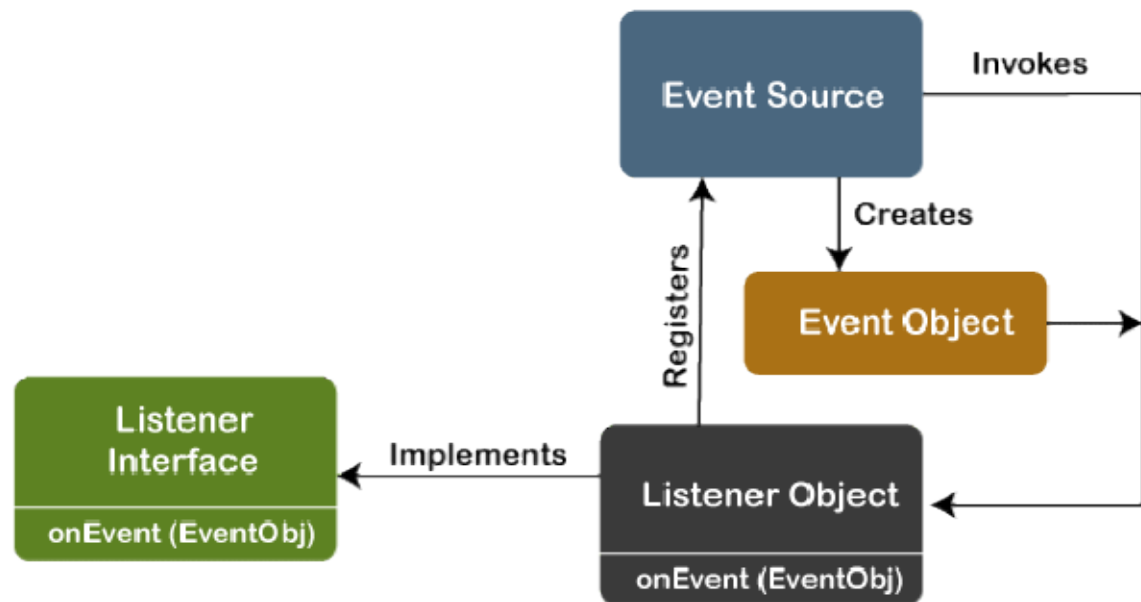 Invokes
Event Source
Creates
Registers
Event Object
Listener
Interface
Implements
Listener Object
onEvent (EventObj)
onEvent (EventObj)